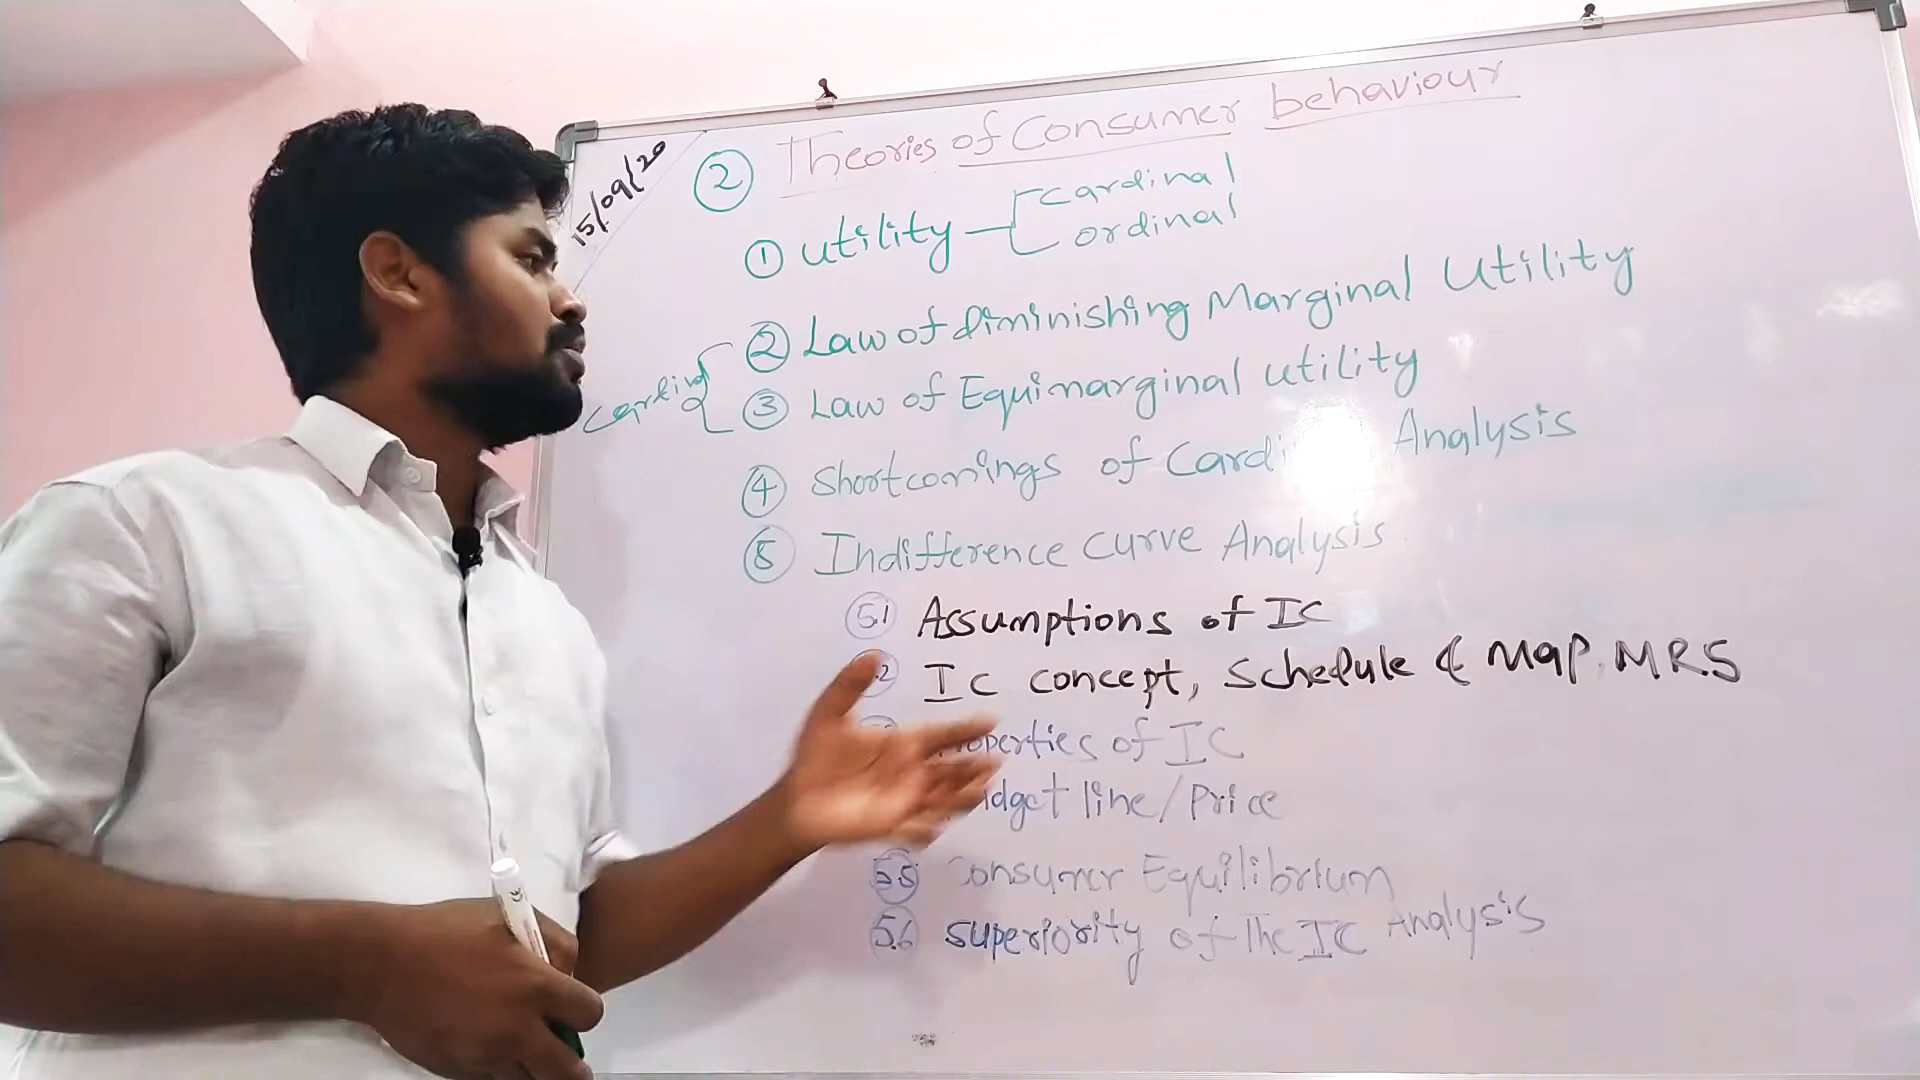 15/09/20
② Theories of Consumer behaviour
① utility cardinal
ordinal
② Law of diminishing Marginal Utility
③ Law of Equimarginal utility
④ Shortcomings of Cardi Analysis
⑤ Indifference curve Analysis
5.1 Assumptions of IC
.2 IC concept, Schedule & Map, MRS
operties of IC
dget line/Price
5.5 onsumer Equilibrium
5.6 superiority of the IC Analysis